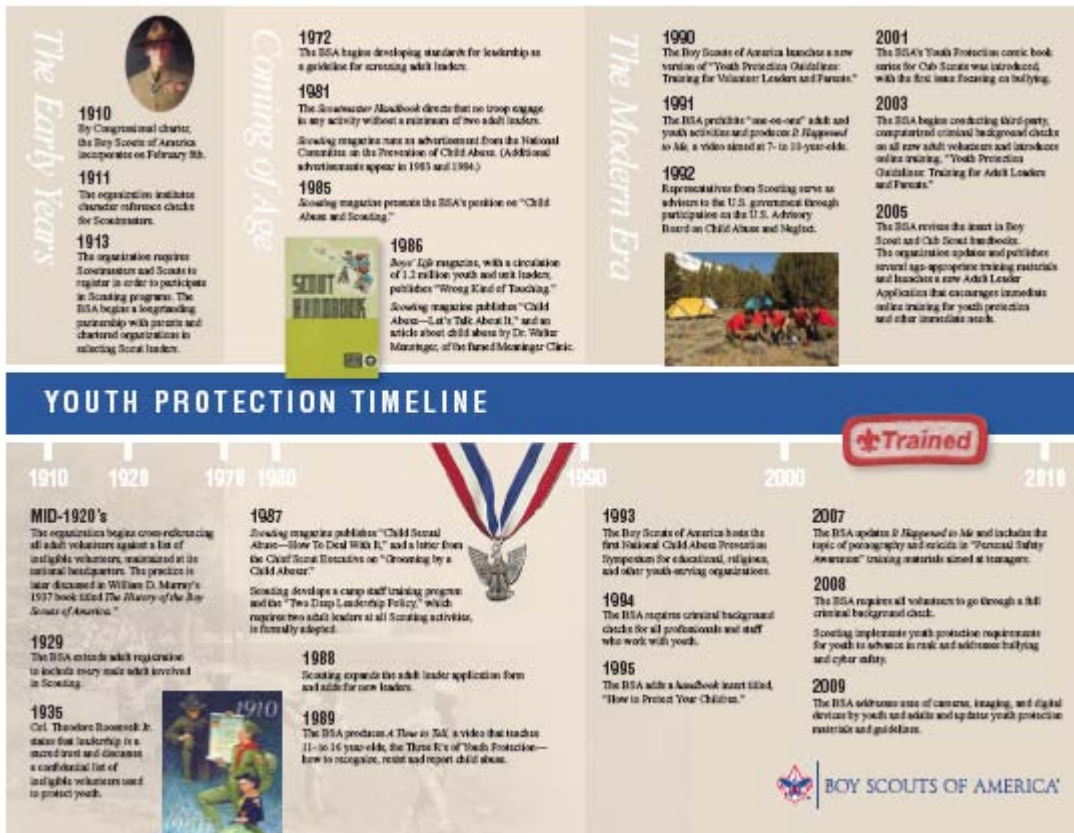 The Early Years
1910
By Congressional charter,
the Boy Scouts of America
incorporates on February 8th.
1911
The organization institutes
character reference checks
for Scoutmasters.
1913
The organization requires
Scoutmasters and Scouts to
register in order to participate
in Scouting programs. The
BSA begins a longstanding
partnership with parents and
chartered organizations in
selecting Scout leaders.
Coming of Age
1972
The BSA begins developing standards for leadership as
a guideline for screening adult leaders.
1981
The Scoutmaster Handbook directs that no troop engage
in any activity without a minimum of two adult leaders.
Scouting magazine runs an advertisement from the National
Committee on the Prevention of Child Abuse. (Additional
advertisements appear in 1983 and 1984.)
1985
Scouting magazine presents the BSA's position on "Child
Abuse and Scouting."
SCOUT
HANDBOOK
1986
Boys' Life magazine, with a circulation
of 1.2 million youth and unit leaders,
publishes "Wrong Kind of Touching."
Scouting magazine publishes "Child
Abuse—Let's Talk About It," and an
article about child abuse by Dr. Walter
Menninger, of the famed Menninger Clinic.
The Modern Era
1990
The Boy Scouts of America launches a new
version of "Youth Protection Guidelines:
Training for Volunteer Leaders and Parents."
1991
The BSA prohibits "one-on-one" adult and
youth activities and produces It Happened
to Me, a video aimed at 7- to 10-year-olds.
1992
Representatives from Scouting serve as
advisers to the U.S. government through
participation on the U.S. Advisory
Board on Child Abuse and Neglect.
2001
The BSA's Youth Protection comic book
series for Cub Scouts was introduced,
with the first issue focusing on bullying.
2003
The BSA begins conducting third-party,
computerized criminal background checks
on all new adult volunteers and introduces
online training, "Youth Protection
Guidelines: Training for Adult Leaders
and Parents."
2005
The BSA revises the insert in Boy
Scout and Cub Scout handbooks.
The organization updates and publishes
several age-appropriate training materials
and launches a new Adult Leader
Application that encourages immediate
online training for youth protection
and other immediate needs.
YOUTH PROTECTION TIMELINE
Trained
1910 1920 1970 1980 1990 2000 2010
MID-1920's
The organization begins cross-referencing
all adult volunteers against a list of
ineligible volunteers, maintained at its
national headquarters. The practice is
later discussed in William D. Murray's
1937 book titled The History of the Boy
Scouts of America."
1929
The BSA extends adult registration
to include every male adult involved
in Scouting.
1935
Col. Theodore Roosevelt Jr.
states that leadership is a
sacred trust and discusses
a confidential list of
ineligible volunteers used
to protect youth.
1910
1987
Scouting magazine publishes "Child Sexual
Abuse—How To Deal With It," and a letter from
the Chief Scout Executive on "Grooming by a
Child Abuser."
Scouting develops a camp staff training program
and the "Two Deep Leadership Policy," which
requires two adult leaders at all Scouting activities,
is formally adopted.
1988
Scouting expands the adult leader application form
and adds for new leaders.
1989
The BSA produces A Time to Tell, a video that teaches
11- to 16 year-olds, the Three R's of Youth Protection—
how to recognize, resist and report child abuse.
1993
The Boy Scouts of America hosts the
first National Child Abuse Prevention
Symposium for educational, religious,
and other youth-serving organizations.
1994
The BSA requires criminal background
checks for all professionals and staff
who work with youth.
1995
The BSA adds a handbook insert titled,
"How to Protect Your Children."
2007
The BSA updates It Happened to Me and includes the
topic of pornography and suicide in "Personal Safety
Awareness" training materials aimed at teenagers.
2008
The BSA requires all volunteers to go through a full
criminal background check.
Scouting implements youth protection requirements
for youth to advance in rank and addresses bullying
and cyber safety.
2009
The BSA addresses uses of cameras, imaging, and digital
devices by youth and adults and updates youth protection
materials and guidelines.
BOY SCOUTS OF AMERICA